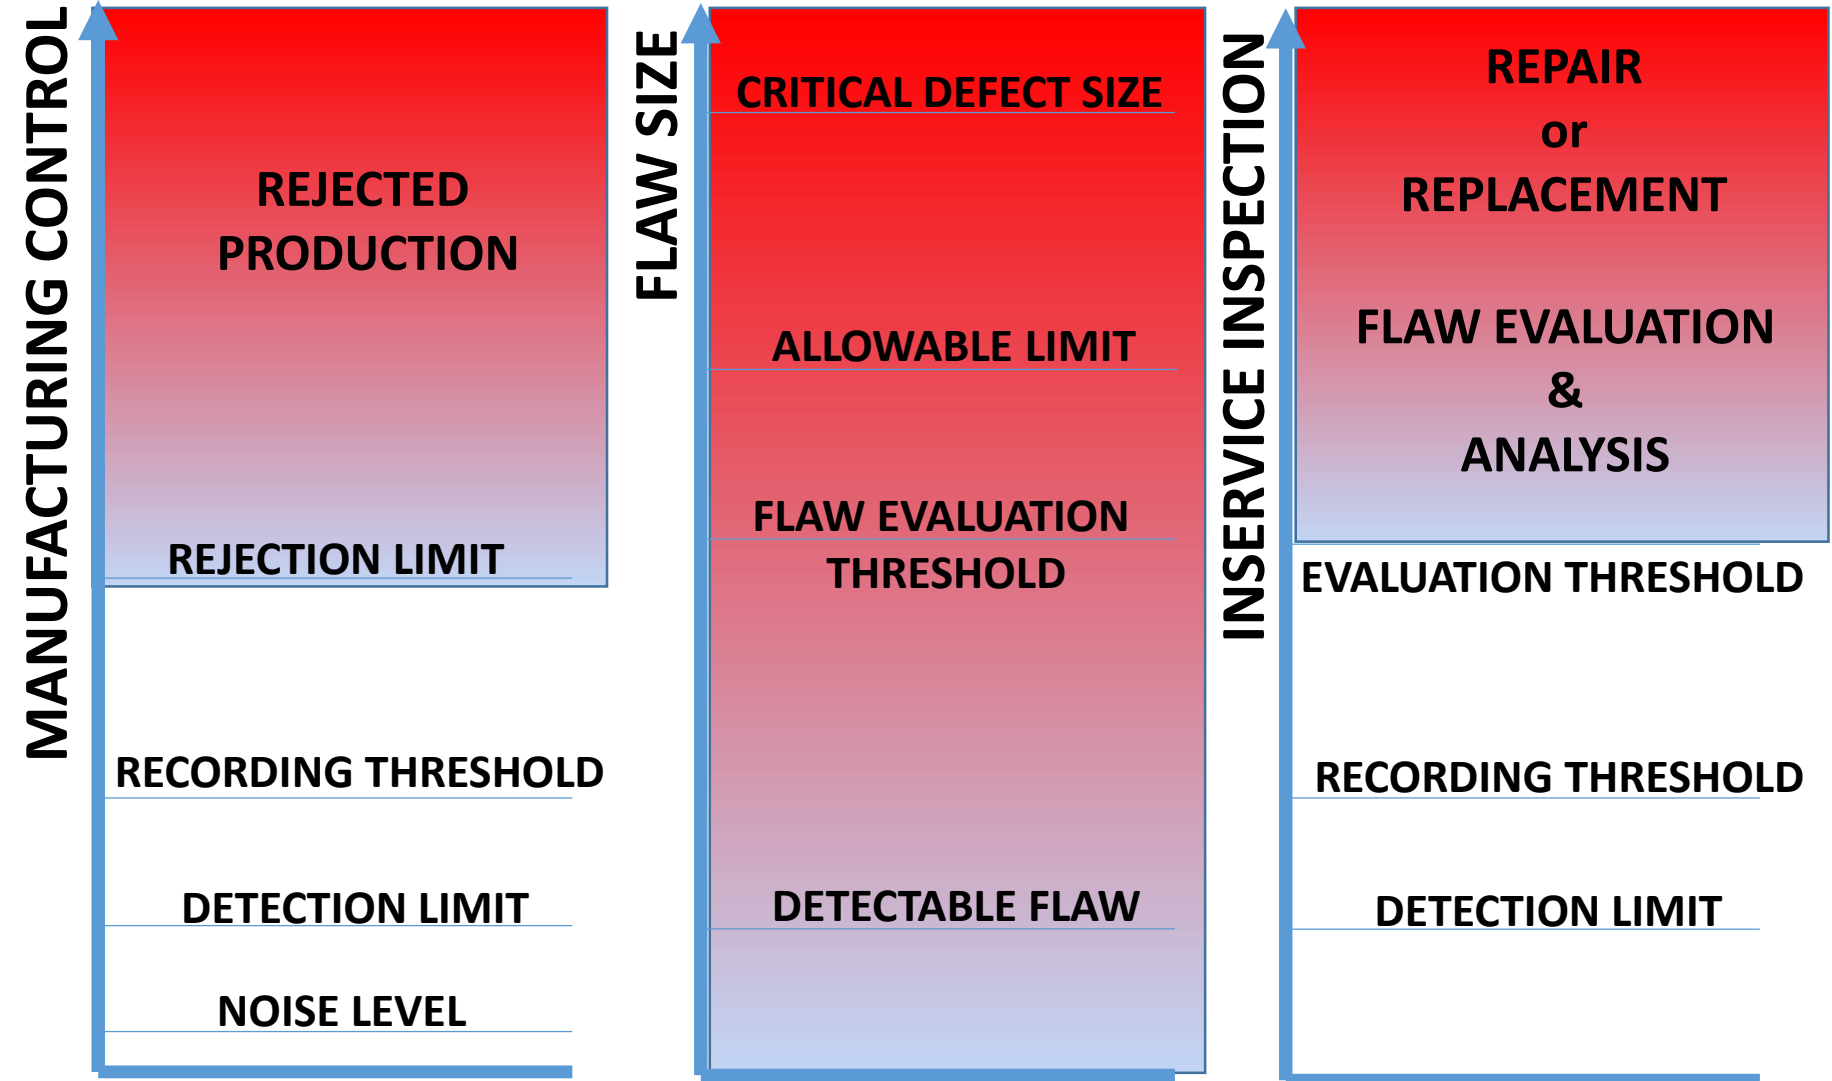 MANUFACTURING CONTROL
REJECTED
PRODUCTION
REJECTION LIMIT
RECORDING THRESHOLD
DETECTION LIMIT
NOISE LEVEL
FLAW SIZE
CRITICAL DEFECT SIZE
ALLOWABLE LIMIT
FLAW EVALUATION
THRESHOLD
DETECTABLE FLAW
INSERVICE INSPECTION
REPAIR
or
REPLACEMENT
FLAW EVALUATION
&
ANALYSIS
EVALUATION THRESHOLD
RECORDING THRESHOLD
DETECTION LIMIT